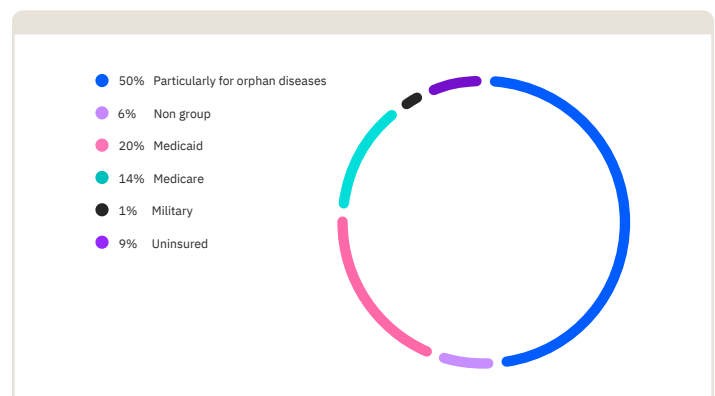 50% Particularly for orphan diseases
6% Non group
20% Medicaid
14% Medicare
1% Military
9% Uninsured